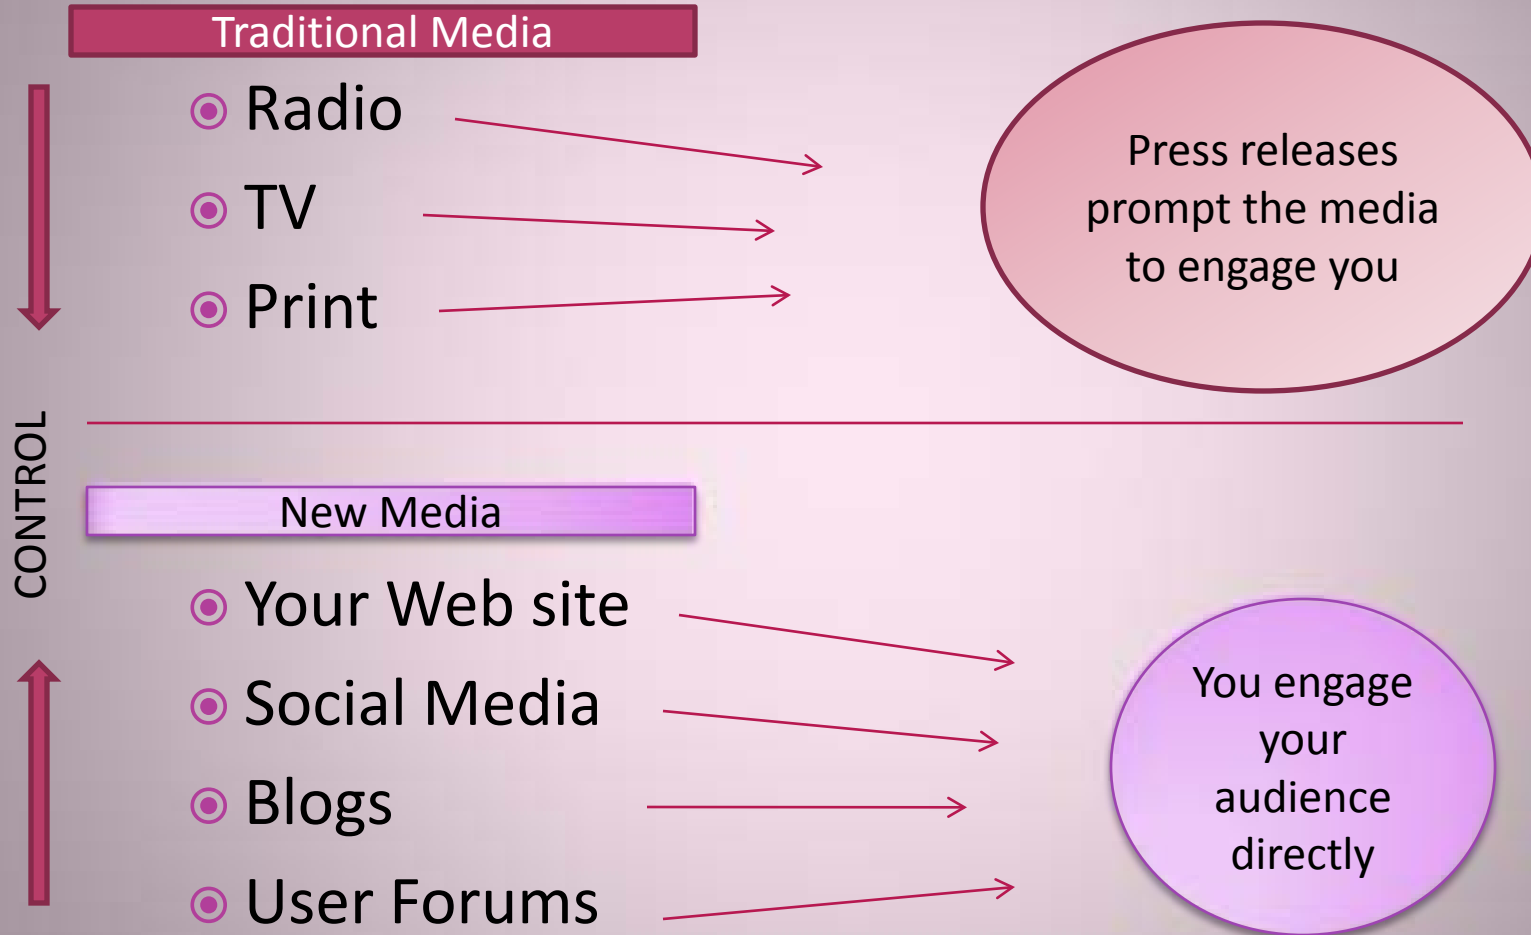 Traditional Media
Radio
TV
Print
Press releases
prompt the media
to engage you
CONTROL
New Media
Your Web site
Social Media
Blogs
User Forums
You engage
your
audience
directly